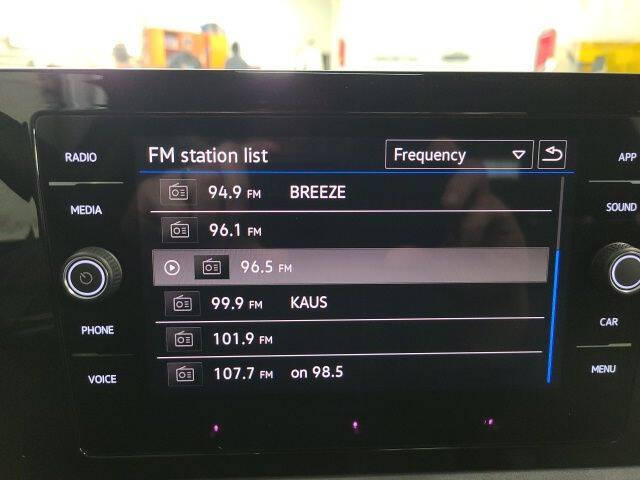 RADIO
MEDIA
PHONE
VOICE
FM station list
Frequency
94.9 FM BREEZE
96.1 FM
96.5 FM
99.9 FM KAUS
101.9 FM
107.7 FM on 98.5
APP
SOUND
CAR
MENU